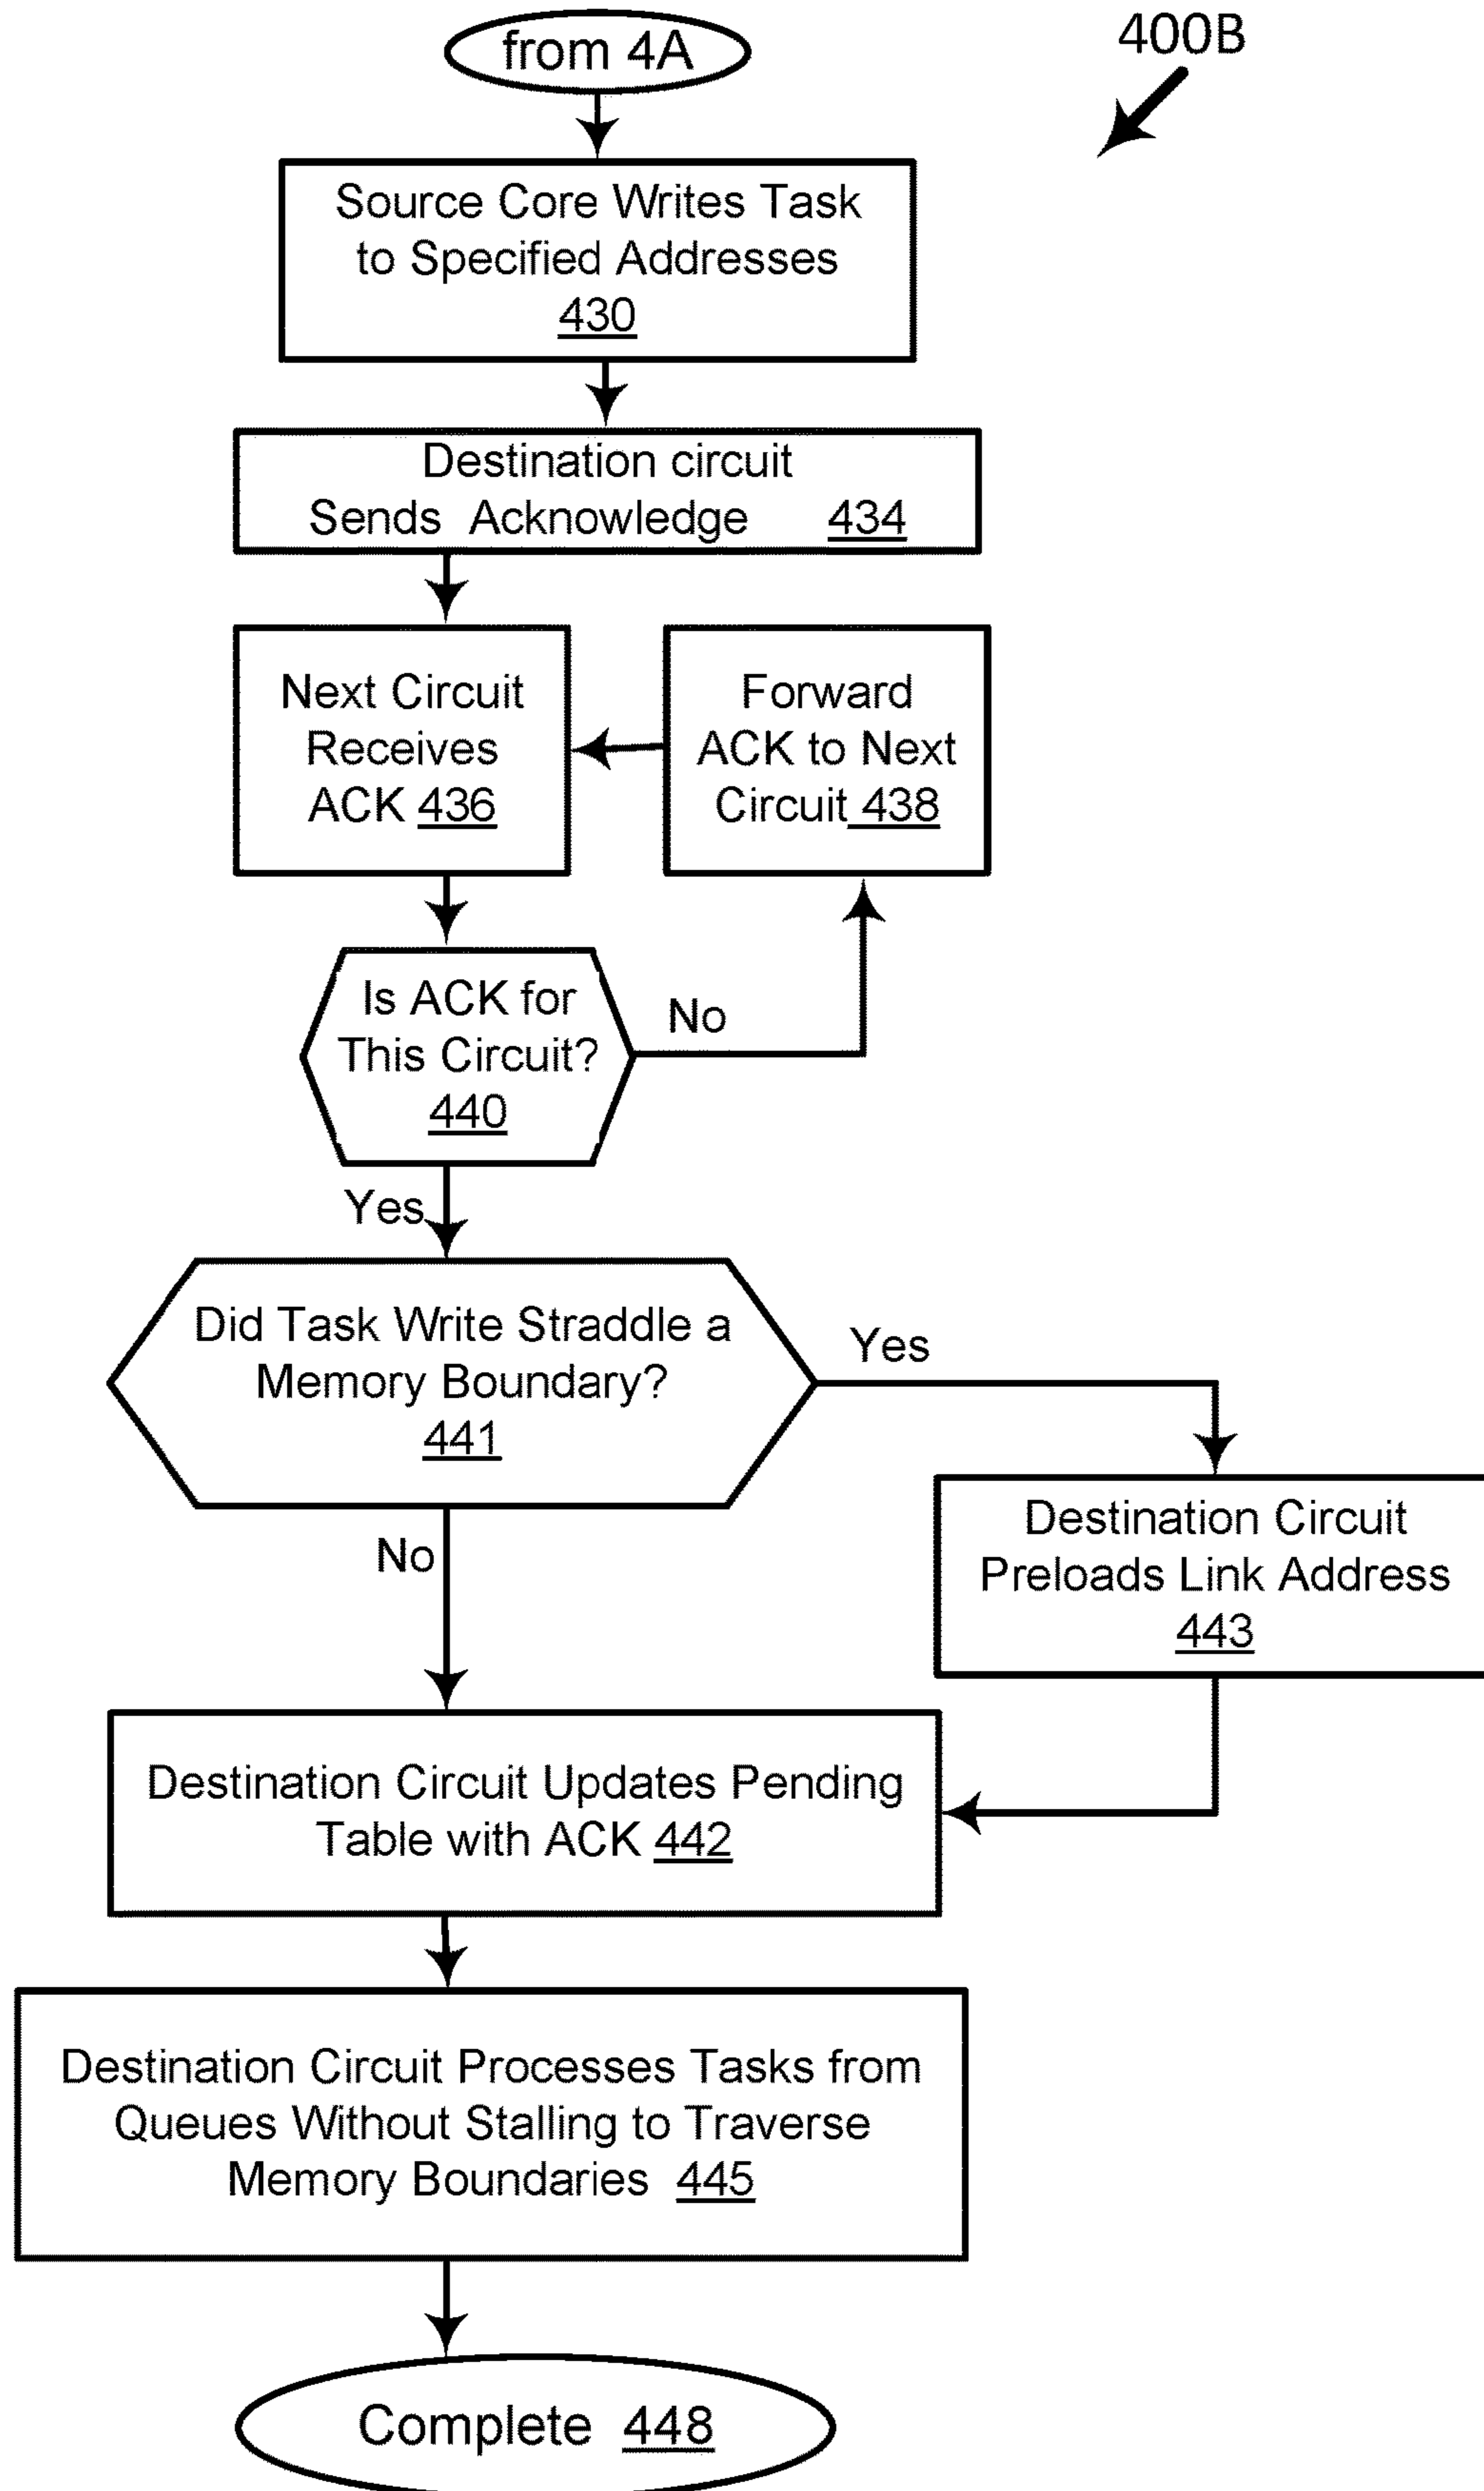 from 4A
400B
Source Core Writes Task
to Specified Addresses
430
Destination circuit
Sends Acknowledge 434
Next Circuit
Receives
ACK 436
Forward
ACK to Next
Circuit 438
Is ACK for
This Circuit?
440
No
Yes
Did Task Write Straddle a
Memory Boundary?
441
Yes
No
Destination Circuit
Preloads Link Address
443
Destination Circuit Updates Pending
Table with ACK 442
Destination Circuit Processes Tasks from
Queues Without Stalling to Traverse
Memory Boundaries 445
Complete 448